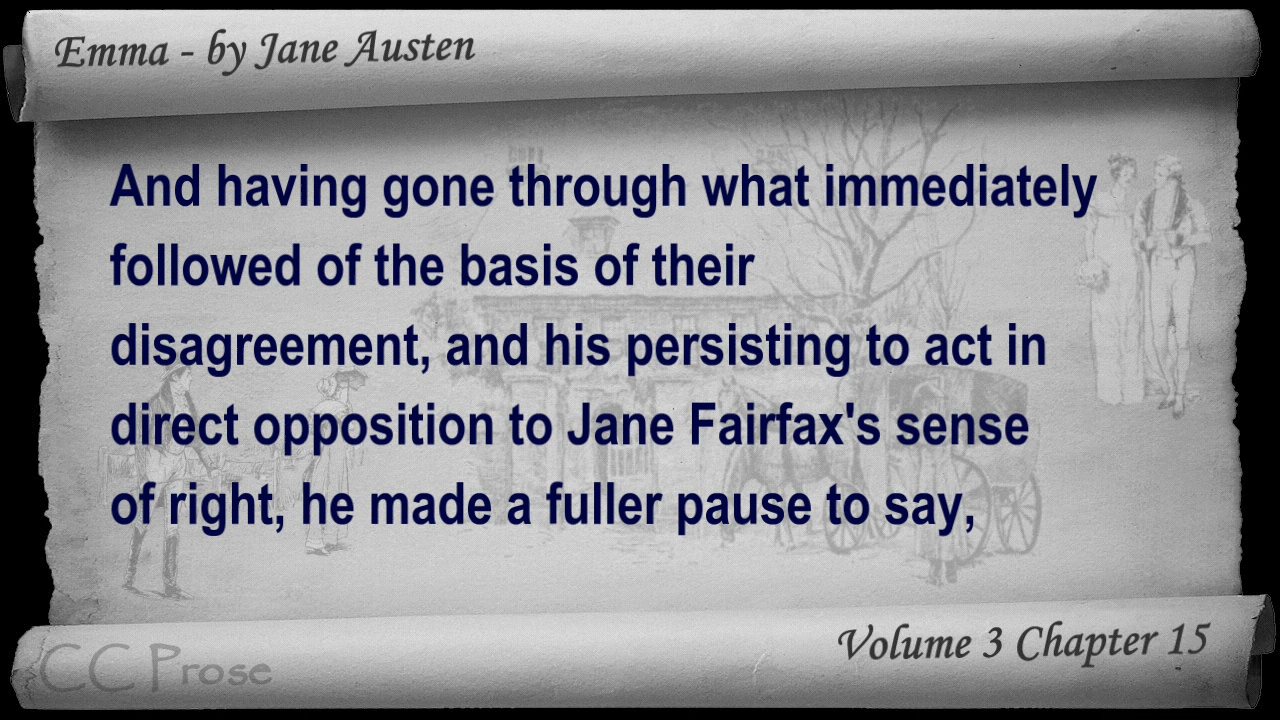 Emma - by Jane Austen
And having gone through what immediately
followed of the basis of their
disagreement, and his persisting to act in
direct opposition to Jane Fairfax's sense
of right, he made a fuller pause to say,
Volume 3 Chapter 15
CC Prose